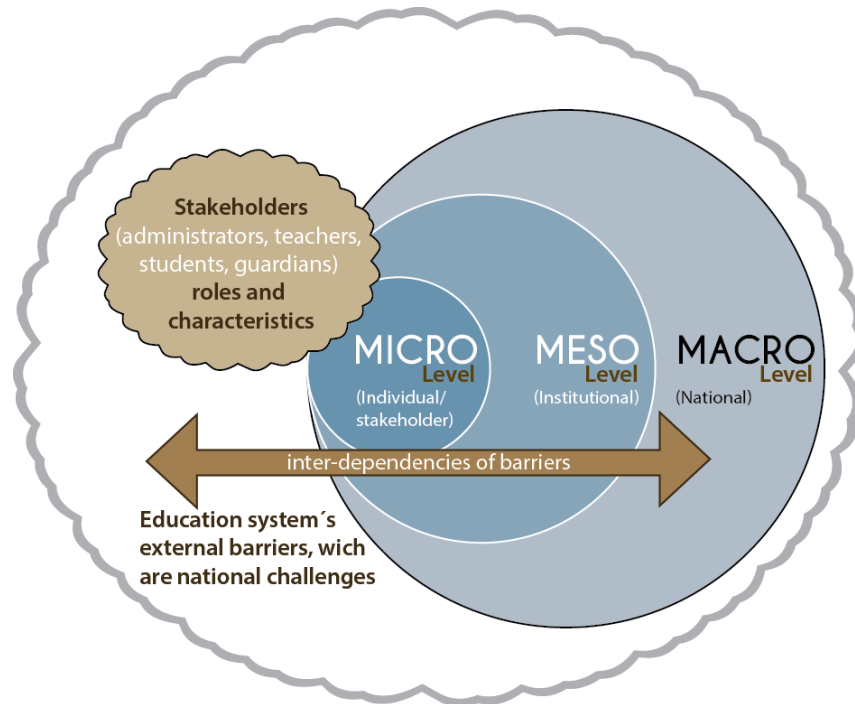 Stakeholders
(administrators, teachers,
students, guardians)
roles and
characteristics
MICRO
Level
(Individual/
stakeholder)
MESO
Level
(Institutional)
MACRO
Level
(National)
inter-dependencies of barriers
Education system´s
external barriers, wich
are national challenges